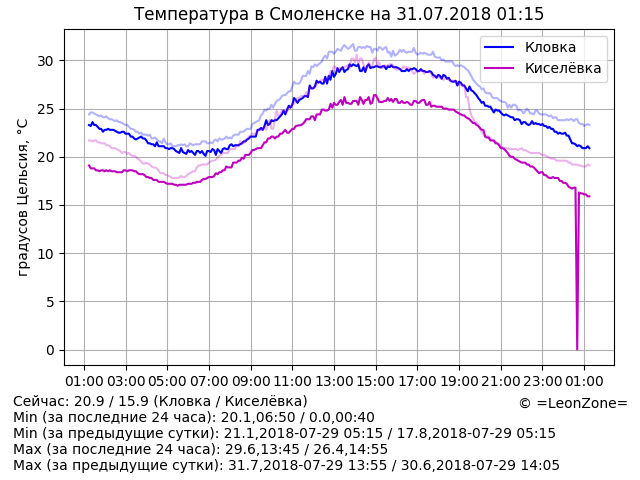 Температура в Смоленске на 31.07.2018 01:15
Кловка
Киселёвка
градусов Цельсия, °C
30
25
20
15
10
5
0
01:00 03:00 05:00 07:00 09:00 11:00 13:00 15:00 17:00 19:00 21:00 23:00 01:00
Сейчас: 20.9 / 15.9 (Кловка / Киселёвка)
© =LeonZone=
Min (за последние 24 часа): 20.1,06:50 / 0.0,00:40
Min (за предыдущие сутки): 21.1,2018-07-29 05:15 / 17.8,2018-07-29 05:15
Max (за последние 24 часа): 29.6,13:45 / 26.4,14:55
Max (за предыдущие сутки): 31.7,2018-07-29 13:55 / 30.6,2018-07-29 14:05